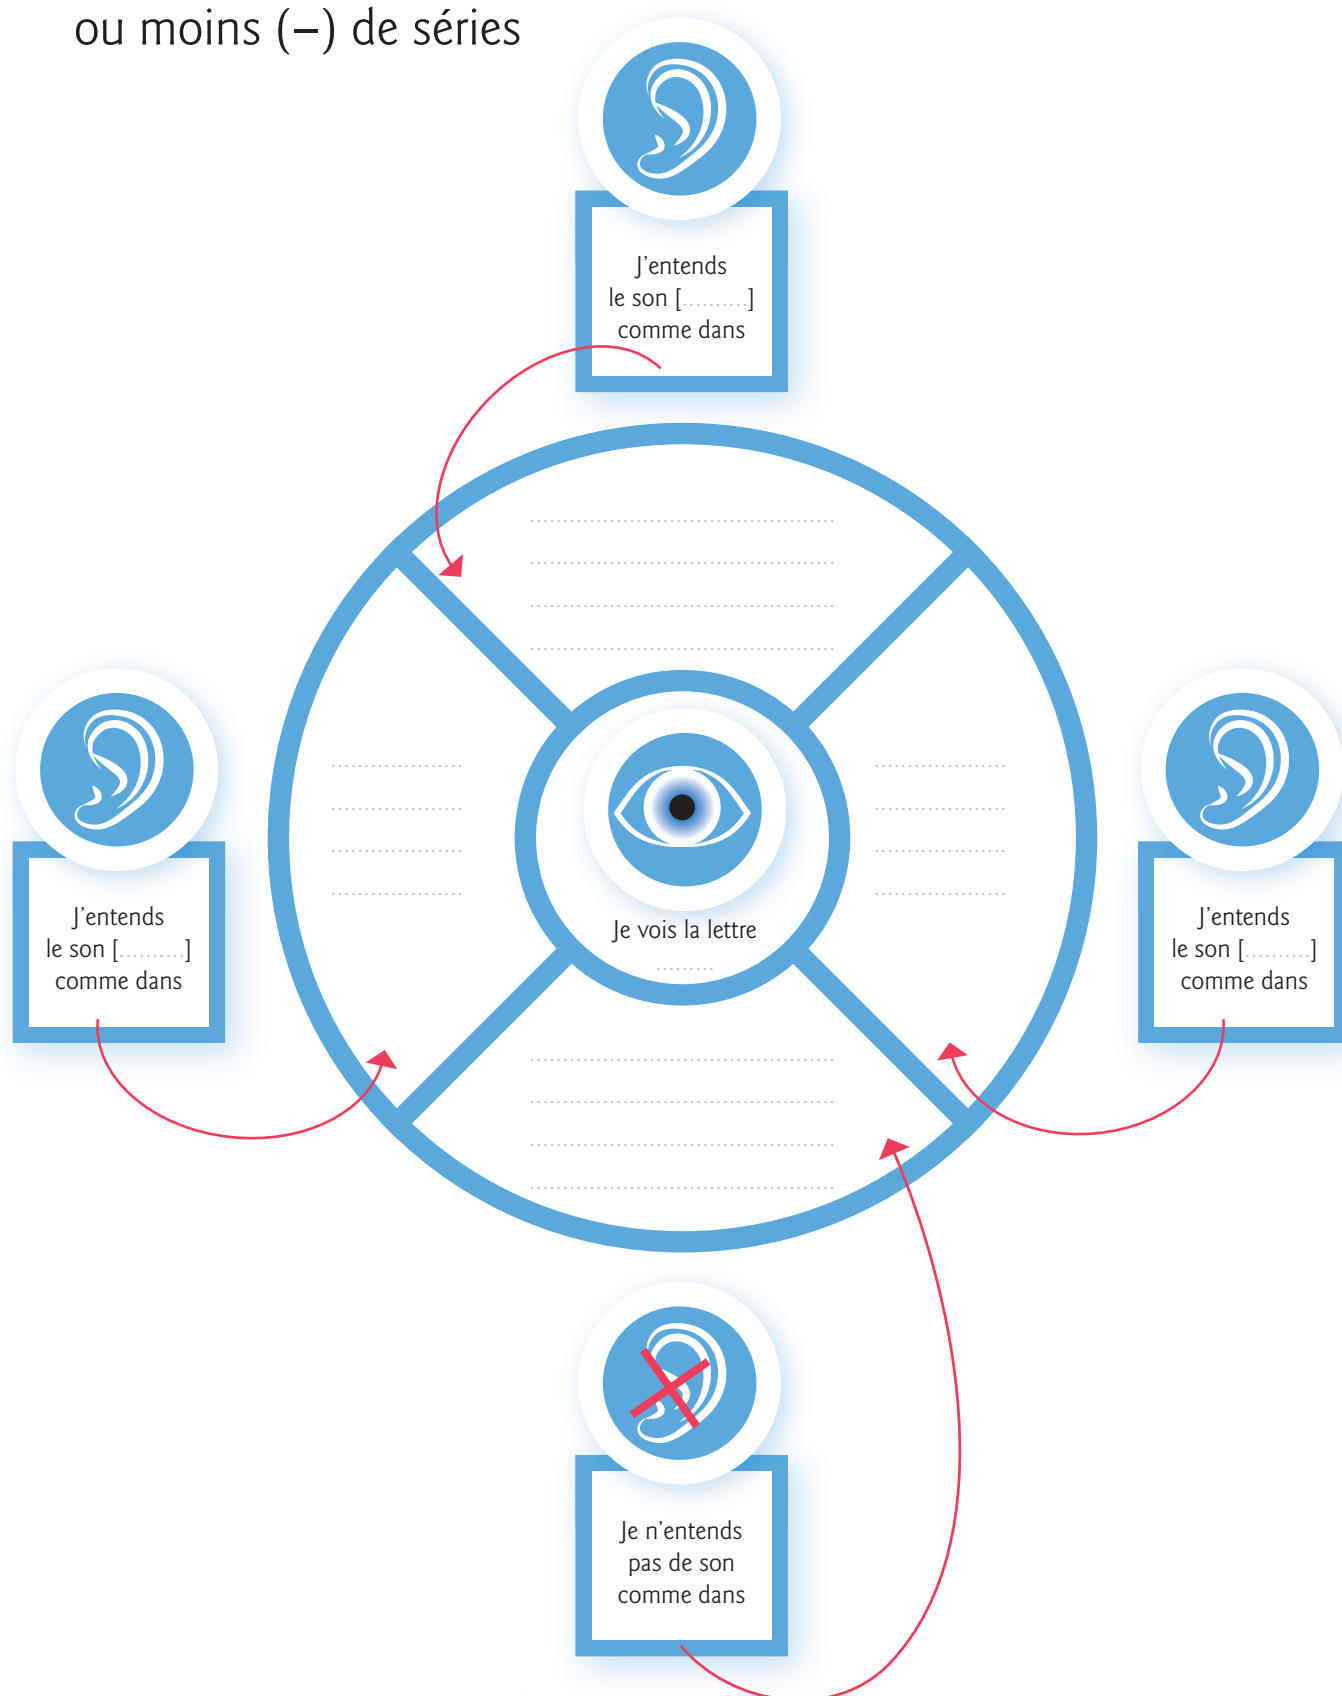 ou moins (–) de séries
J'entends
le son [..........]
comme dans
J'entends
le son [..........]
comme dans
Je vois la lettre
.........
J'entends
le son [..........]
comme dans
Je n'entends
pas de son
comme dans